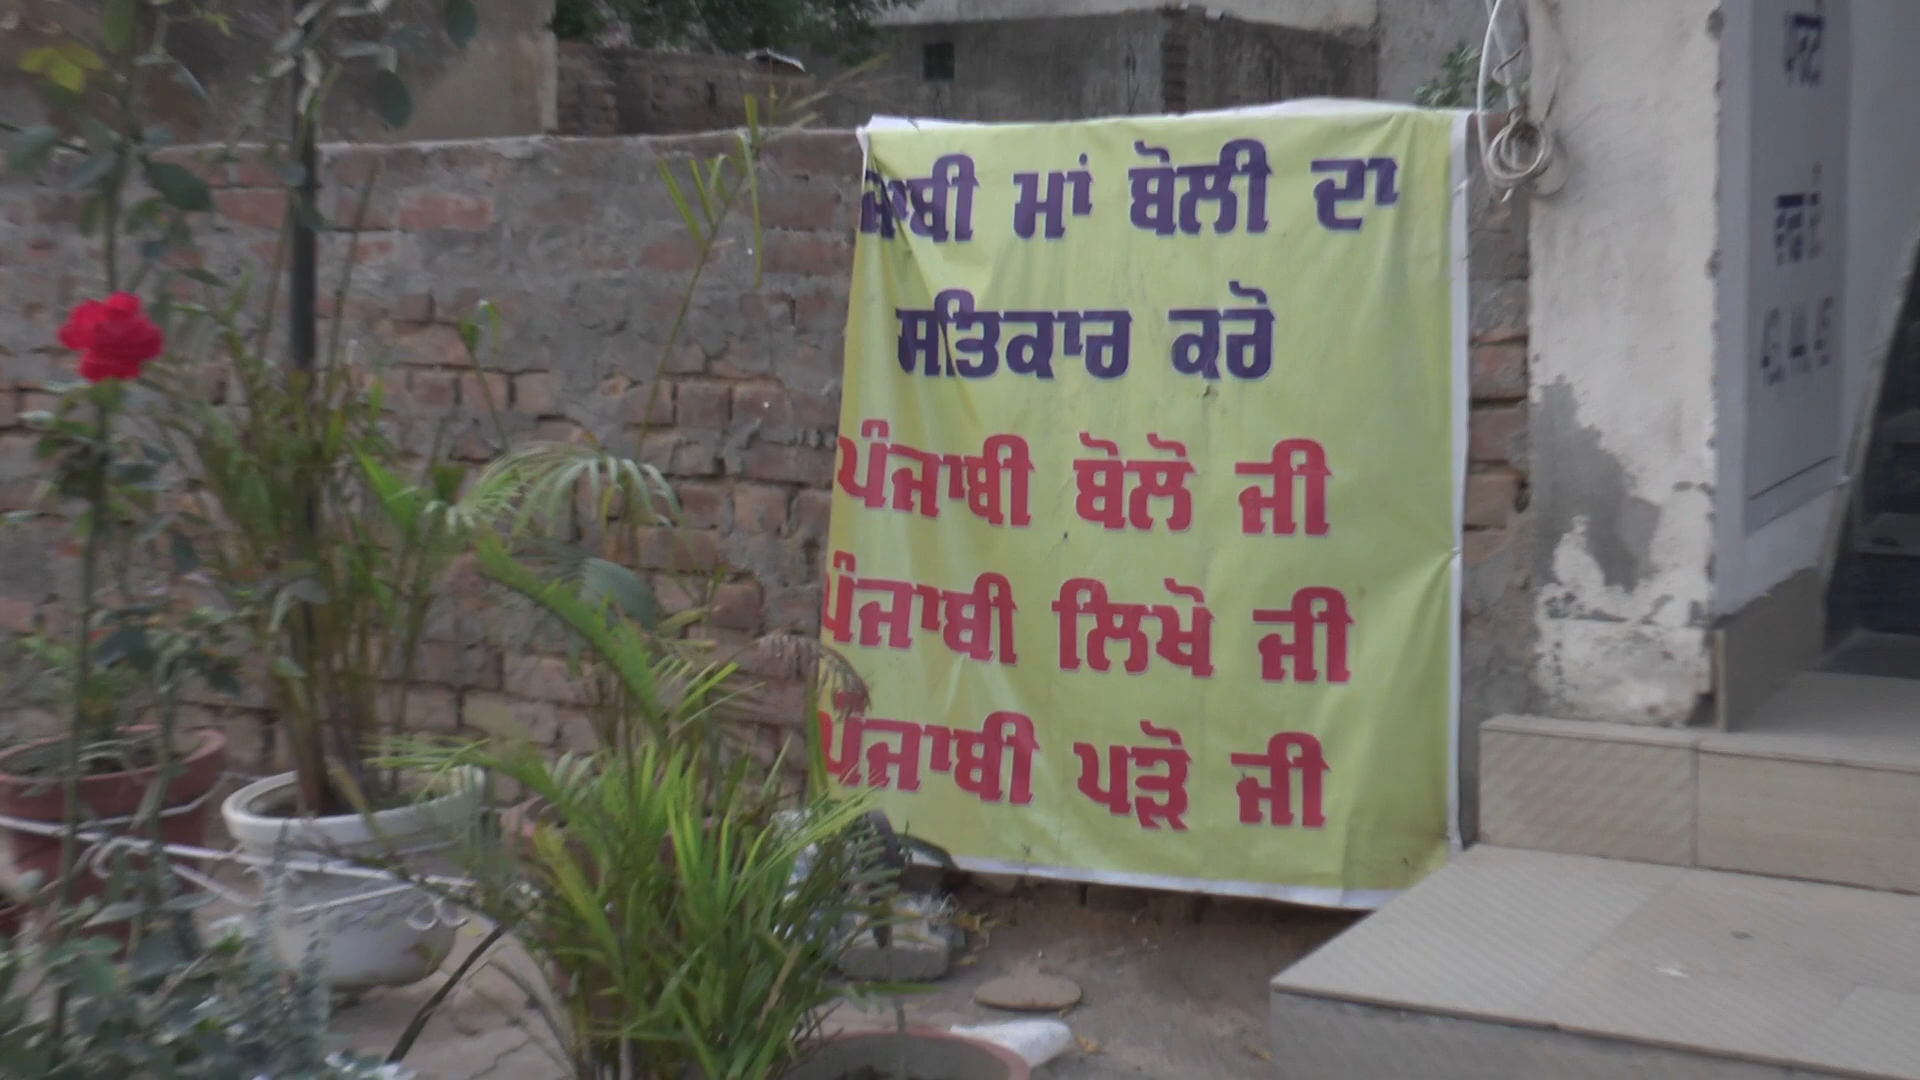 ਪੰਜਾਬੀ ਮਾਂ ਬੋਲੀ ਦਾ
ਸਤਿਕਾਰ ਕਰੋ
ਪੰਜਾਬੀ ਬੋਲੋ ਜੀ
ਪੰਜਾਬੀ ਲਿਖੋ ਜੀ
ਪੰਜਾਬੀ ਪੜ੍ਹੋ ਜੀ